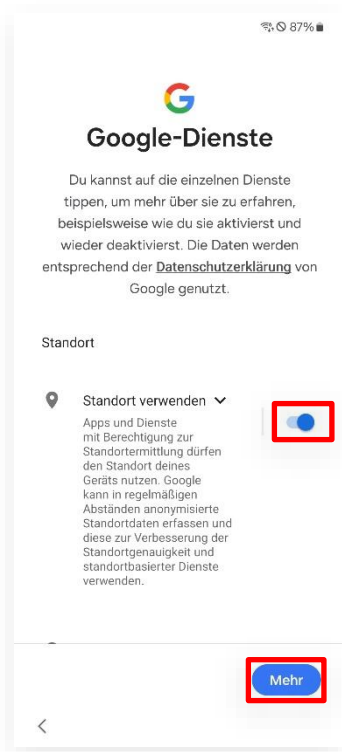 87%
Google-Dienste
Du kannst auf die einzelnen Dienste
tippen, um mehr über sie zu erfahren,
beispielsweise wie du sie aktivierst und
wieder deaktivierst. Die Daten werden
entsprechend der Datenschutzerklärung von
Google genutzt.
Standort
Standort verwenden
Apps und Dienste
mit Berechtigung zur
Standortermittlung dürfen
den Standort deines
Geräts nutzen. Google
kann in regelmäßigen
Abständen anonymisierte
Standortdaten erfassen und
diese zur Verbesserung der
Standortgenauigkeit und
standortbasierter Dienste
verwenden.
Mehr